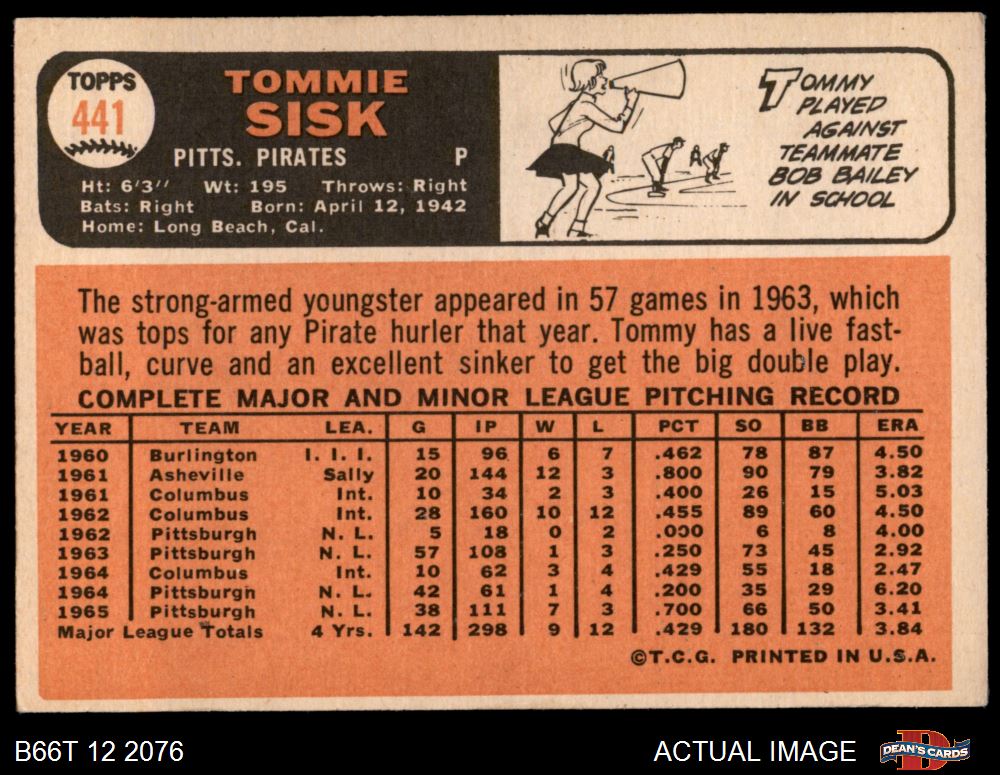 TOPPS
441
TOMMIE
SISK
PITTS. PIRATES P
Ht: 6'3" Wt: 195 Throws: Right
Bats: Right Born: April 12, 1942
Home: Long Beach, Cal.
TOMMY
PLAYED
AGAINST
TEAMMATE
BOB BAILEY
IN SCHOOL
The strong-armed youngster appeared in 57 games in 1963, which
was tops for any Pirate hurler that year. Tommy has a live fast-
ball, curve and an excellent sinker to get the big double play.
COMPLETE MAJOR AND MINOR LEAGUE PITCHING RECORD
YEAR TEAM LEA. G IP W L PCT SO BB ERA
1960 Burlington I. I. I. 15 96 6 7 .462 78 87 4.50
1961 Asheville Sally 20 144 12 3 .800 90 79 3.82
1961 Columbus Int. 10 34 2 3 .400 26 15 5.03
1962 Columbus Int. 28 160 10 12 .455 89 60 4.50
1962 Pittsburgh N. L. 5 18 0 2 .000 6 8 4.00
1963 Pittsburgh N. L. 57 108 1 3 .250 73 45 2.92
1964 Columbus Int. 10 62 3 4 .429 55 18 2.47
1964 Pittsburgh N. L. 42 61 1 4 .200 35 29 6.20
1965 Pittsburgh N. L. 38 111 7 3 .700 66 50 3.41
Major League Totals 4 Yrs. 142 298 9 12 .429 180 132 3.84
©T.C.G. PRINTED IN U.S.A.
B66T 12 2076
ACTUAL IMAGE
D
DEAN'S CARDS